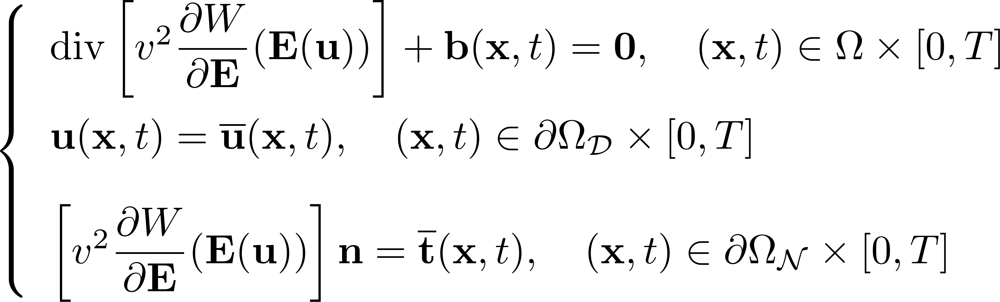 div [v² ∂W/∂𝐄 (𝐄(𝐮))] + 𝐛(𝐱, t) = 𝟎, (𝐱, t) ∈ Ω × [0, T]
𝐮(𝐱, t) = 𝐮̅(𝐱, t), (𝐱, t) ∈ ∂Ω_𝒟 × [0, T]
[v² ∂W/∂𝐄 (𝐄(𝐮))] 𝐧 = 𝐭̅(𝐱, t), (𝐱, t) ∈ ∂Ω_𝒩 × [0, T]